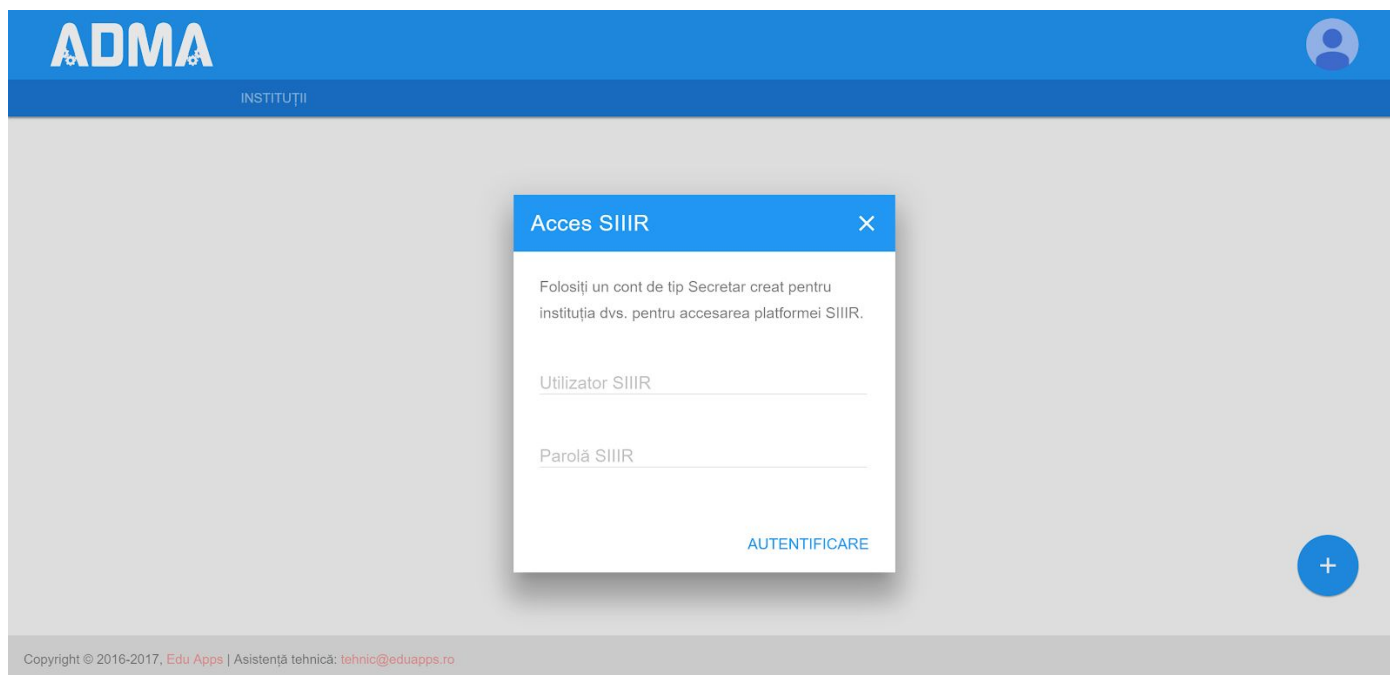 ADMA
INSTITUȚII
Acces SIIIR
Folosiți un cont de tip Secretar creat pentru
instituția dvs. pentru accesarea platformei SIIIR.
Utilizator SIIIR
Parolă SIIIR
AUTENTIFICARE
Copyright © 2016-2017, Edu Apps | Asistență tehnică: tehnic@eduapps.ro